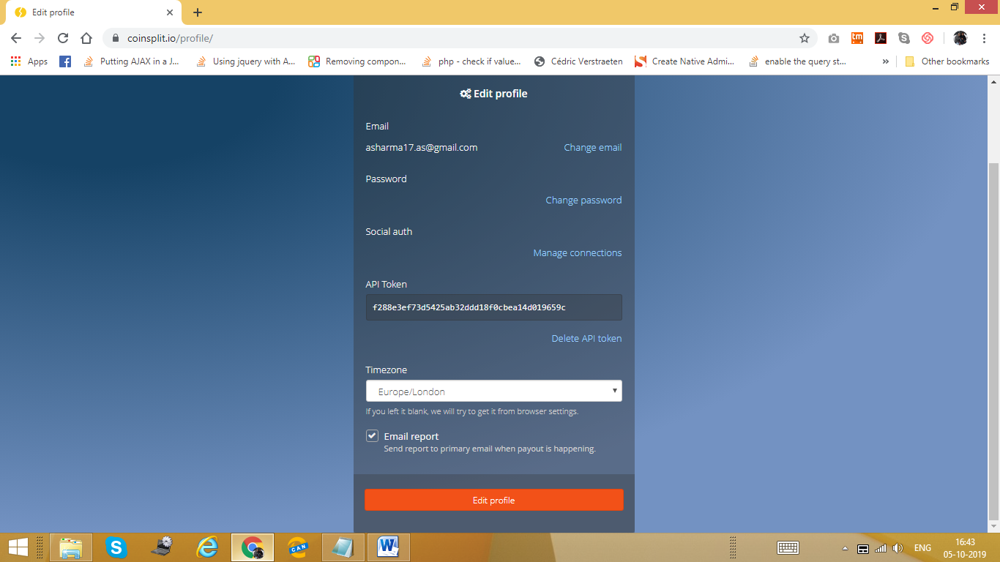 Edit profile
coinsplit.io/profile/
Apps
Putting AJAX in a J...
Using jquery with A...
Removing compon...
php - check if value...
Cédric Verstraeten
Create Native Admi...
enable the query st...
»
Other bookmarks
Edit profile
Email
asharma17.as@gmail.com
Change email
Password
Change password
Social auth
Manage connections
API Token
f288e3ef73d5425ab32ddd18f0cbea14d019659c
Delete API token
Timezone
Europe/London
If you left it blank, we will try to get it from browser settings.
Email report
Send report to primary email when payout is happening.
Edit profile
CAN
ENG
16:43
05-10-2019